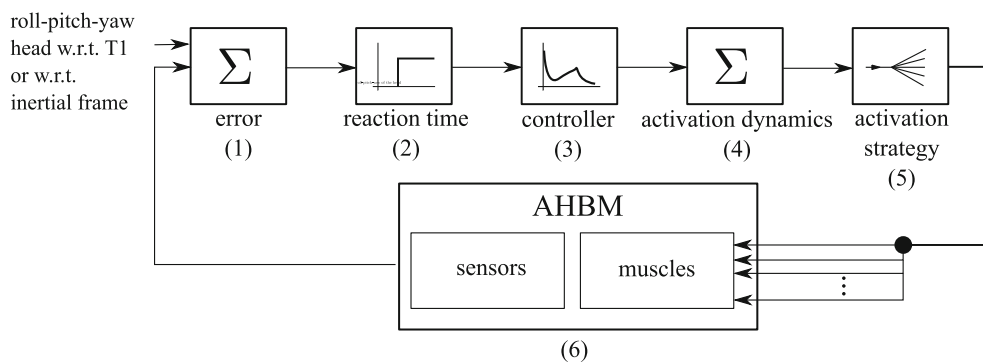 roll-pitch-yaw
head w.r.t. T1
or w.r.t.
inertial frame
Σ
Σ
error
reaction time
controller
activation dynamics
activation
strategy
(1)
(2)
(3)
(4)
(5)
AHBM
sensors
muscles
(6)